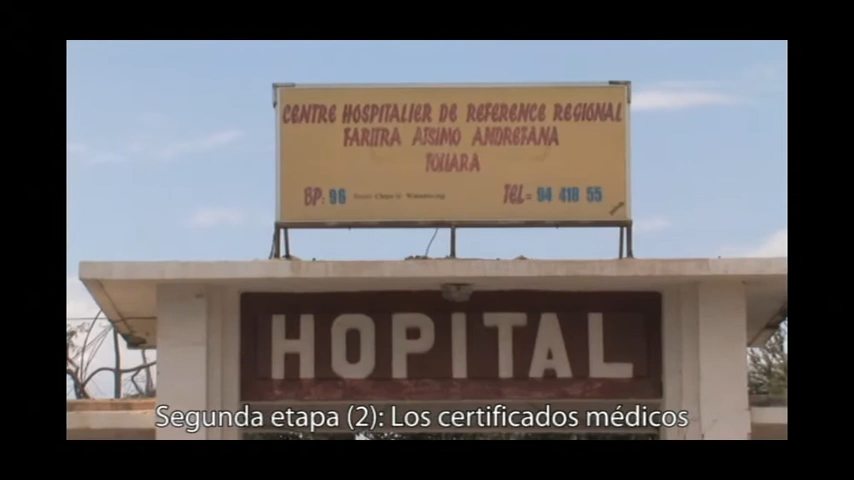 CENTRE HOSPITALIER DE REFERENCE REGIONAL
FARITRA ATSIMO ANDREFANA
TOLIARA
BP: 96 TEL= 94 418 55
HOPITAL
Segunda etapa (2): Los certificados médicos